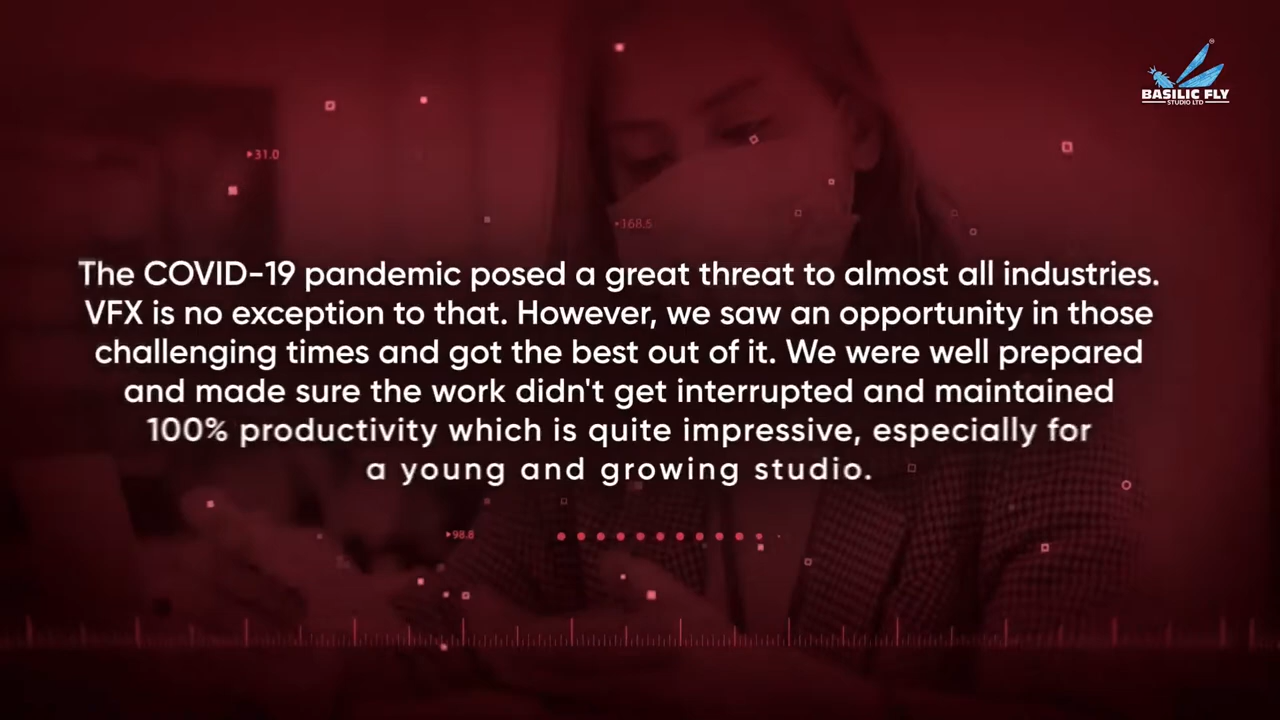 BASILIC FLY
STUDIO LTD
31.0
168.5
The COVID-19 pandemic posed a great threat to almost all industries.
VFX is no exception to that. However, we saw an opportunity in those
challenging times and got the best out of it. We were well prepared
and made sure the work didn't get interrupted and maintained
100% productivity which is quite impressive, especially for
a young and growing studio.
98.8